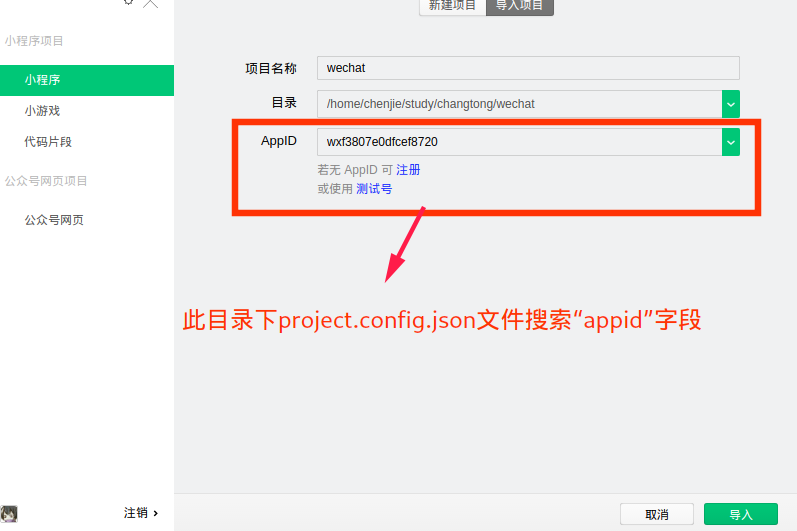 新建项目 导入项目
小程序项目
小程序
小游戏
代码片段
公众号网页项目
公众号网页
项目名称 wechat
目录 /home/chenjie/study/changtong/wechat
AppID wxf3807e0dfcef8720
若无 AppID 可 注册
或使用 测试号
此目录下project.config.json文件搜索“appid”字段
注销
取消 导入